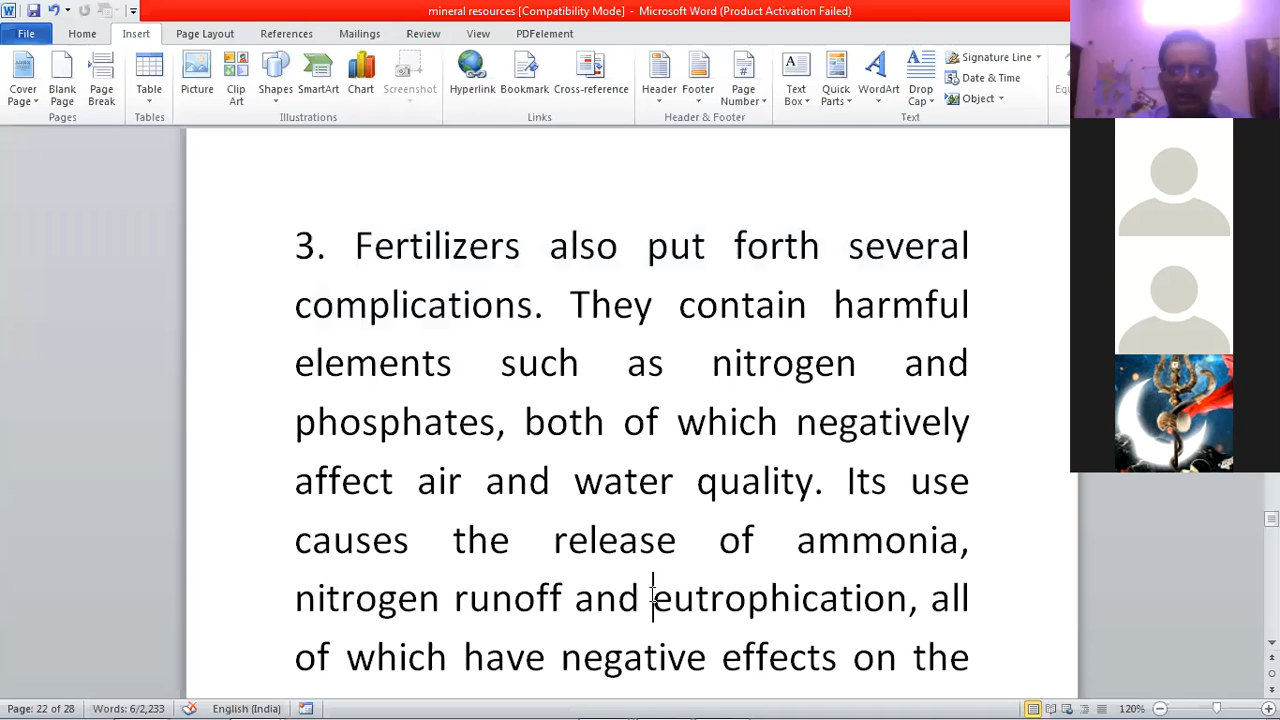 mineral resources [Compatibility Mode] - Microsoft Word (Product Activation Failed)
File Home Insert Page Layout References Mailings Review View PDFelement
Cover Page Blank Page Page Break Table Picture Clip Art Shapes SmartArt Chart Screenshot Hyperlink Bookmark Cross-reference Header Footer Page Number Text Box Quick Parts WordArt Drop Cap Signature Line
Date & Time
Object
Pages Tables Illustrations Links Header & Footer Text
3. Fertilizers also put forth several
complications. They contain harmful
elements such as nitrogen and
phosphates, both of which negatively
affect air and water quality. Its use
causes the release of ammonia,
nitrogen runoff and eutrophication, all
of which have negative effects on the
Page: 22 of 28 Words: 6/2,233 English (India) 120%